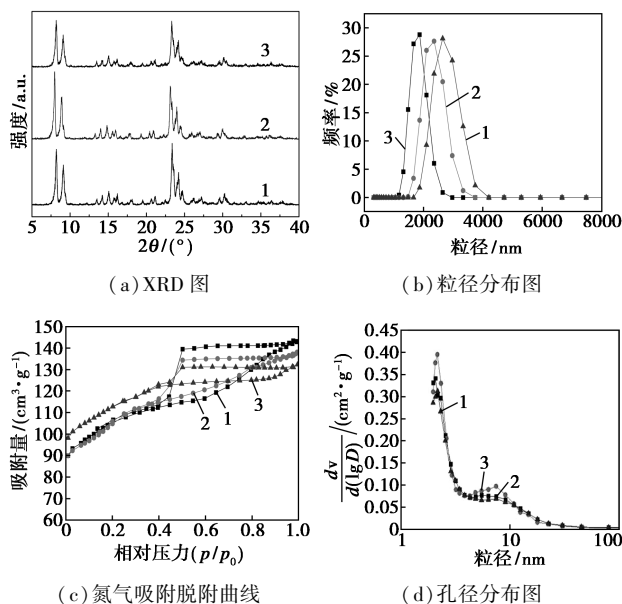 强度/a.u.
3
2
1
5 10 15 20 25 30 35 40
2θ/(°)
(a)XRD 图
频率/%
30
25
20
15
10
5
0
3
2
1
0 2000 4000 6000 8000
粒径/nm
(b)粒径分布图
吸附量/(cm³·g⁻¹)
150
140
130
120
110
100
90
80
70
60
2
1
3
0 0.2 0.4 0.6 0.8 1.0
相对压力(p/p₀)
(c)氮气吸附脱附曲线
dv/d(lgD)/(cm²·g⁻¹)
0.45
0.40
0.35
0.30
0.25
0.20
0.15
0.10
0.05
0
1
3
2
1 10 100
粒径/nm
(d)孔径分布图